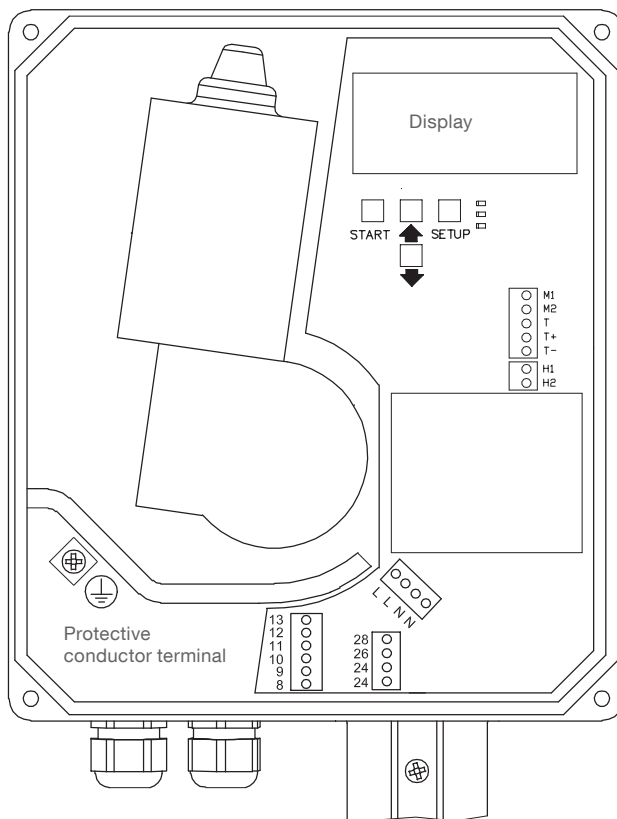 Display
START
SETUP
M1
M2
T
T+
T-
H1
H2
L L N N
Protective
conductor terminal
13
12
11
10
9
8
28
26
24
24